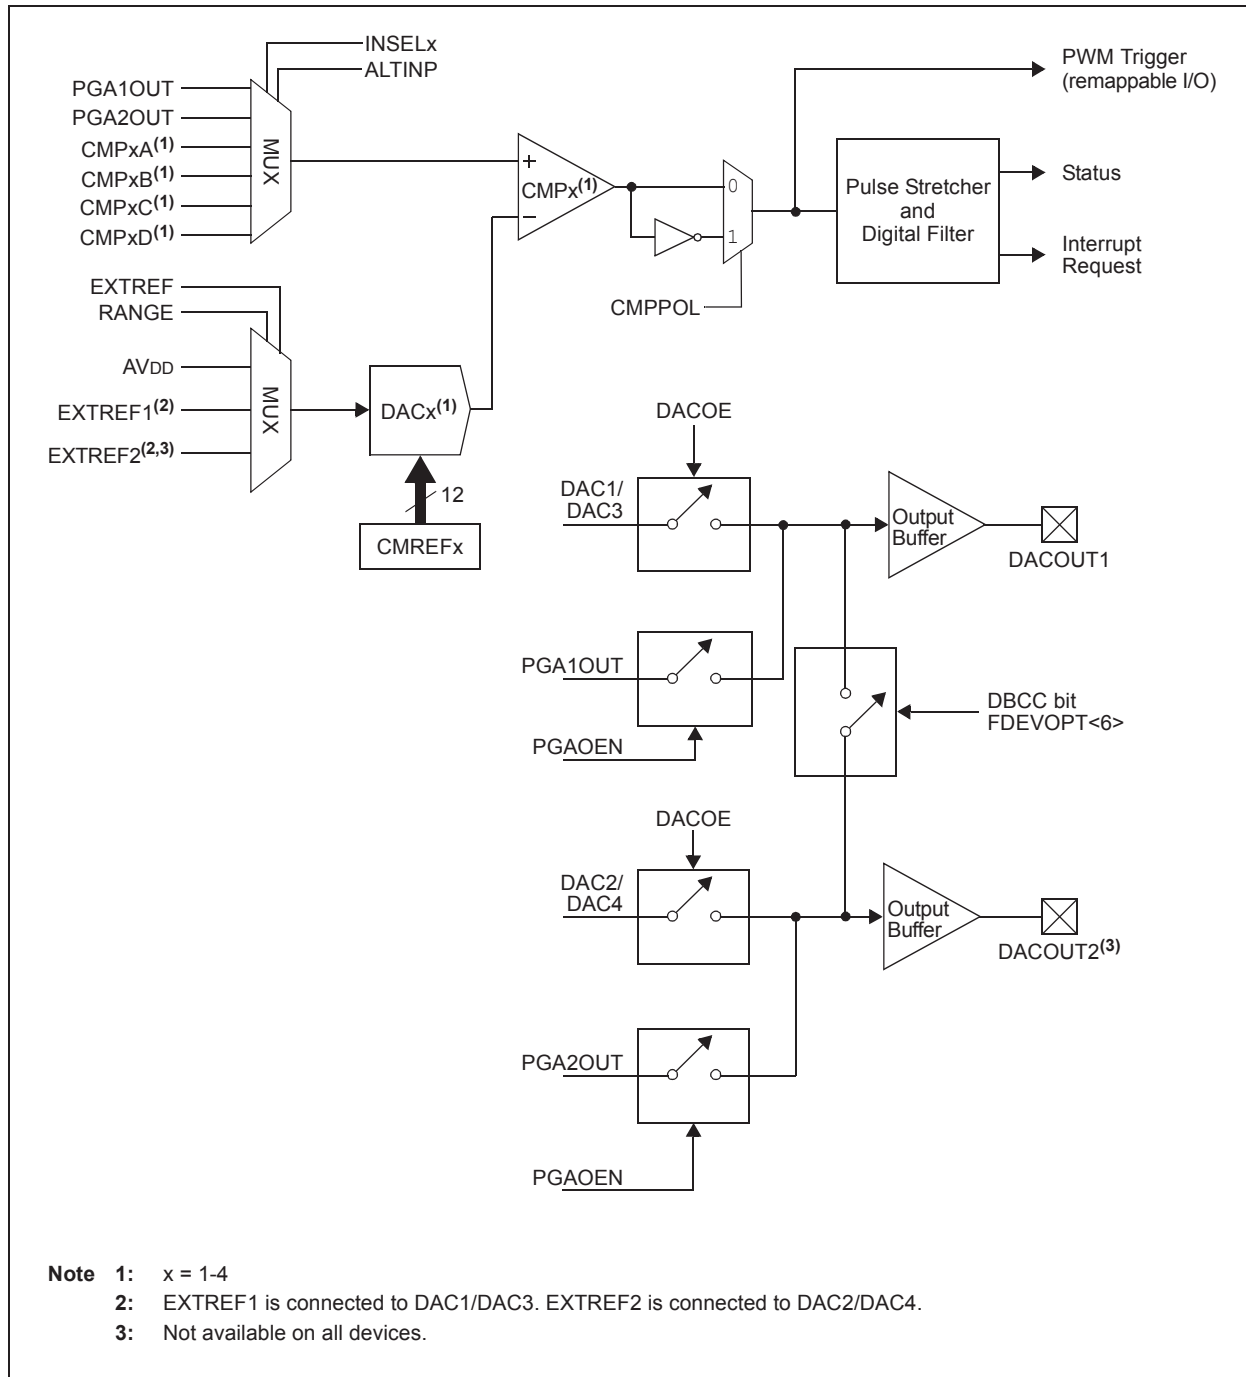 INSELx
ALTINP
PGA1OUT
PGA2OUT
CMPxA(1)
CMPxB(1)
CMPxC(1)
CMPxD(1)
MUX
+
CMPx(1)
–
0
1
CMPPOL
PWM Trigger
(remappable I/O)
Pulse Stretcher
and
Digital Filter
Status
Interrupt
Request
EXTREF
RANGE
AVDD
EXTREF1(2)
EXTREF2(2,3)
MUX
DACx(1)
12
CMREFx
DACOE
DAC1/
DAC3
Output
Buffer
DACOUT1
PGA1OUT
PGAOEN
DBCC bit
FDEVOPT<6>
DACOE
DAC2/
DAC4
Output
Buffer
DACOUT2(3)
PGA2OUT
PGAOEN
Note 1: x = 1-4
2: EXTREF1 is connected to DAC1/DAC3. EXTREF2 is connected to DAC2/DAC4.
3: Not available on all devices.